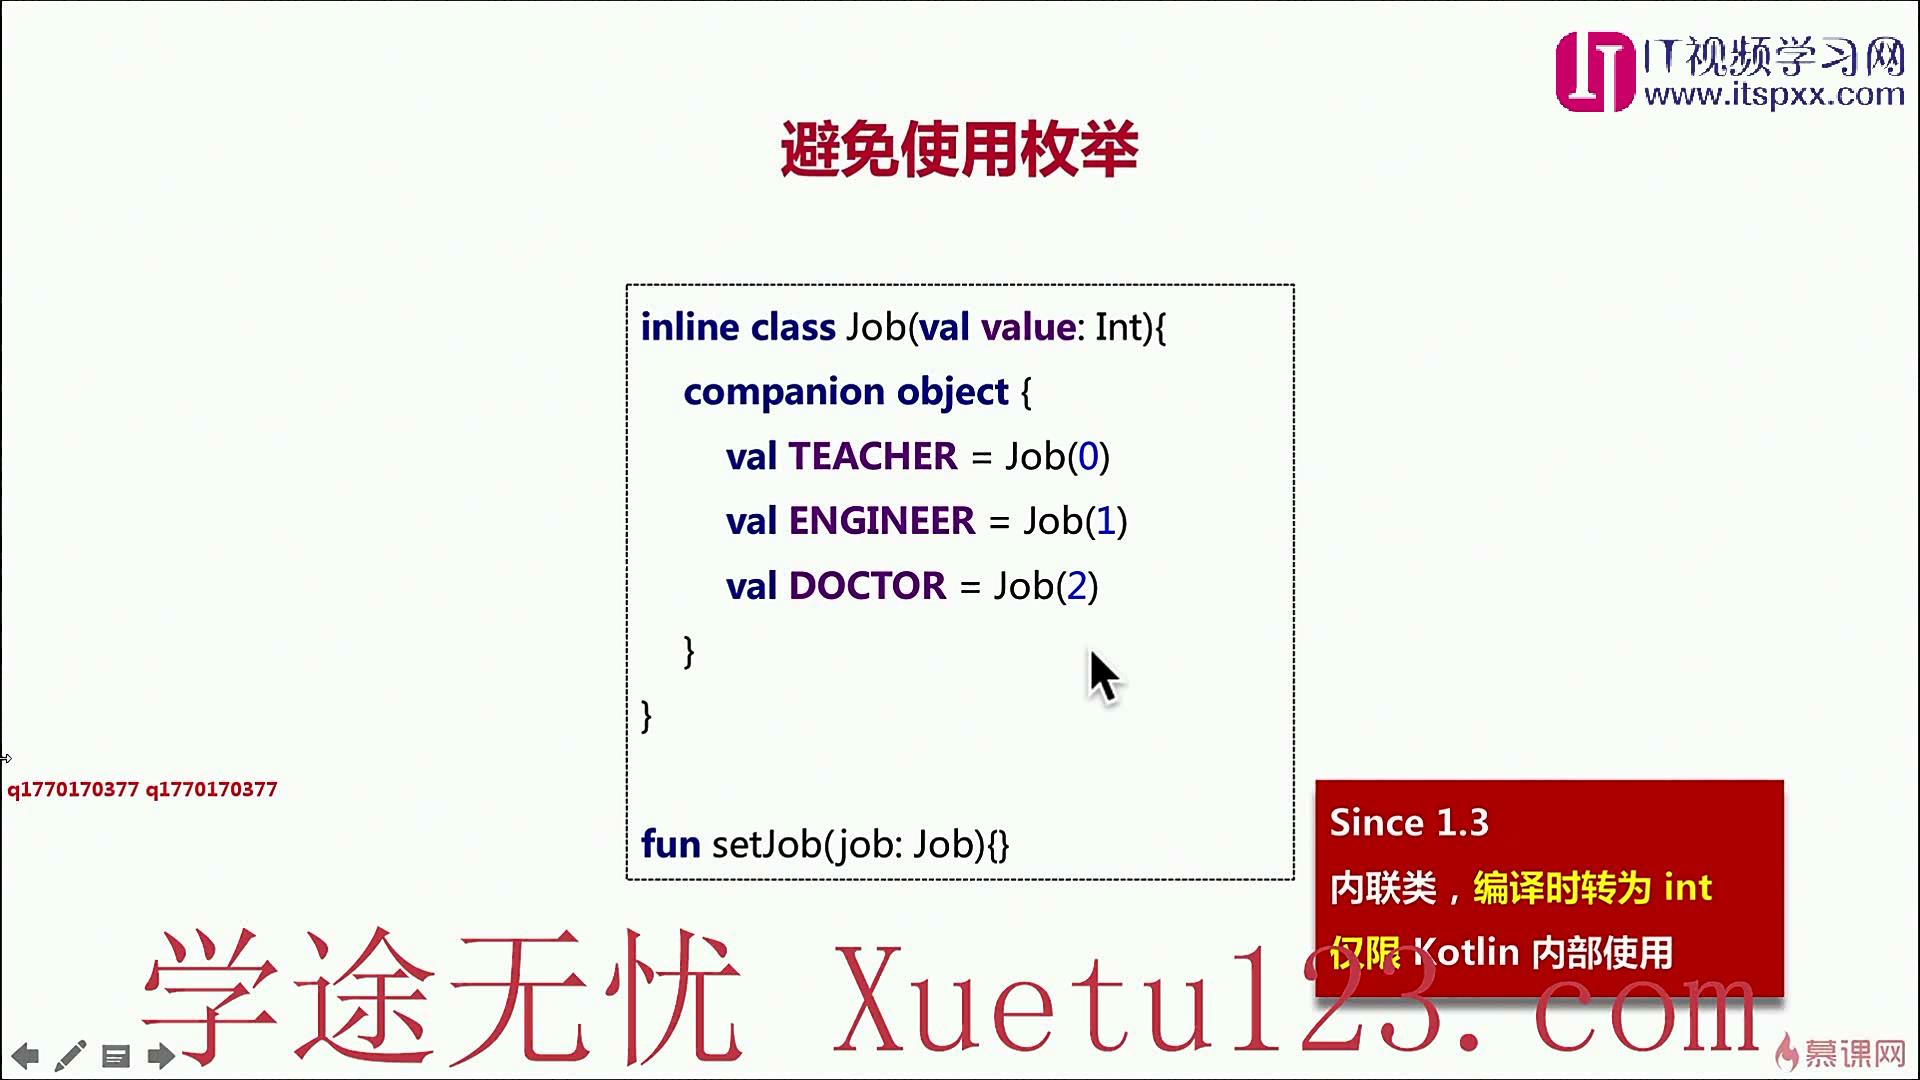 IT视频学习网
www.itspxx.com
避免使用枚举
inline class Job(val value: Int){
companion object {
val TEACHER = Job(0)
val ENGINEER = Job(1)
val DOCTOR = Job(2)
}
}
fun setJob(job: Job){}
q1770170377 q1770170377
Since 1.3
内联类，编译时转为 int
仅限 Kotlin 内部使用
学途无忧 Xuetu123.com
慕课网